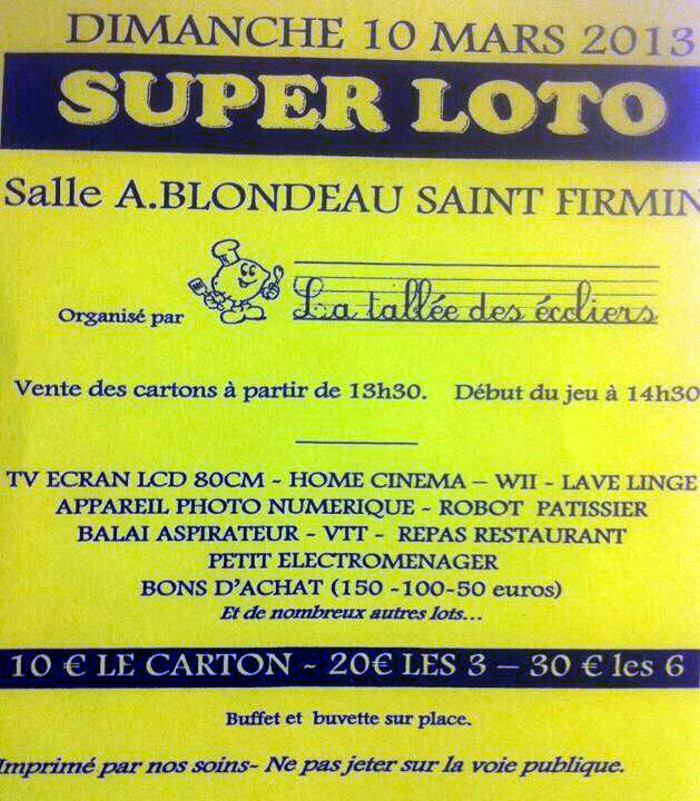 DIMANCHE 10 MARS 2013
SUPER LOTO
Salle A.BLONDEAU SAINT FIRMIN
Organisé par La tallée des écoliers
Vente des cartons à partir de 13h30. Début du jeu à 14h30
TV ECRAN LCD 80CM - HOME CINEMA – WII - LAVE LINGE
APPAREIL PHOTO NUMERIQUE - ROBOT PATISSIER
BALAI ASPIRATEUR - VTT - REPAS RESTAURANT
PETIT ELECTROMENAGER
BONS D'ACHAT (150 -100-50 euros)
Et de nombreux autres lots...
10 € LE CARTON - 20€ LES 3 – 30 € les 6
Buffet et buvette sur place.
Imprimé par nos soins- Ne pas jeter sur la voie publique.